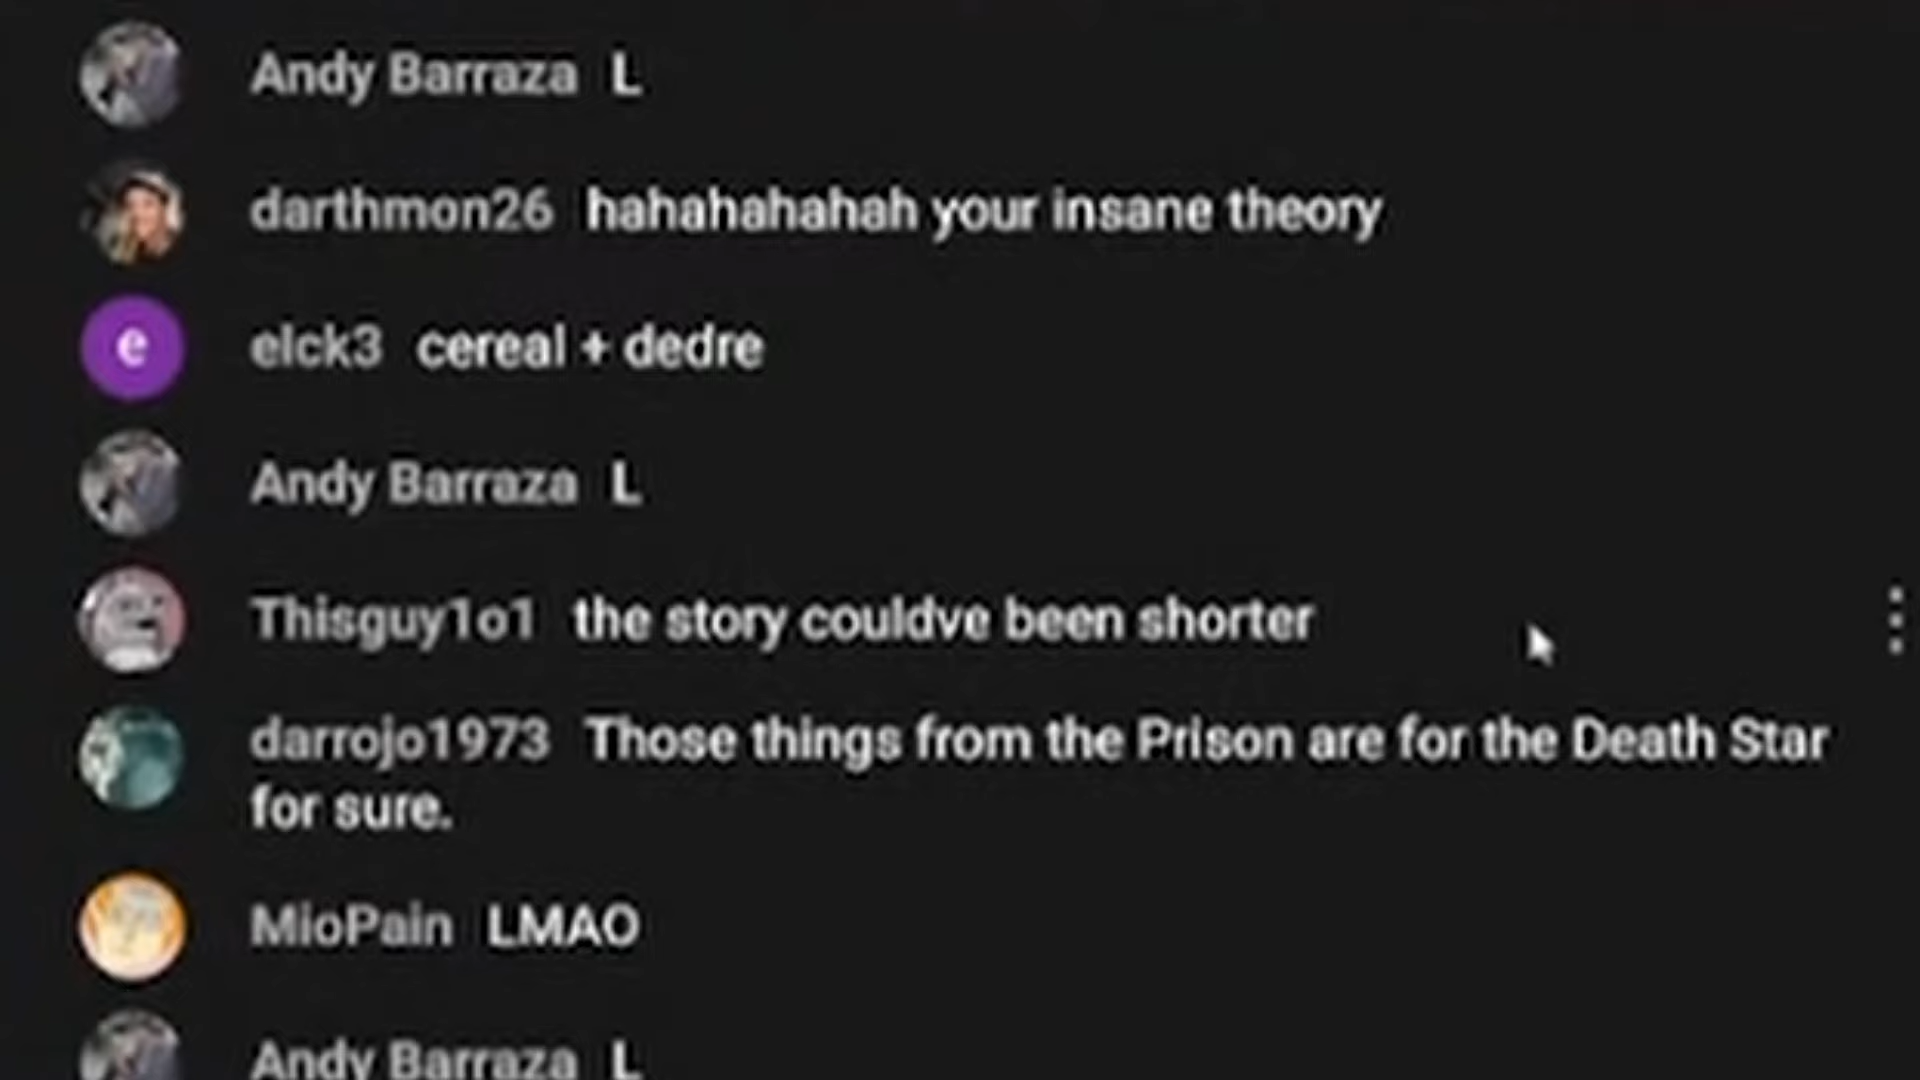 Andy Barraza L
darthmon26 hahahahahah your insane theory
e
elck3 cereal + dedre
Andy Barraza L
Thisguy1o1 the story couldve been shorter
darrojo1973 Those things from the Prison are for the Death Star
for sure.
MioPain LMAO
Andy Barraza L